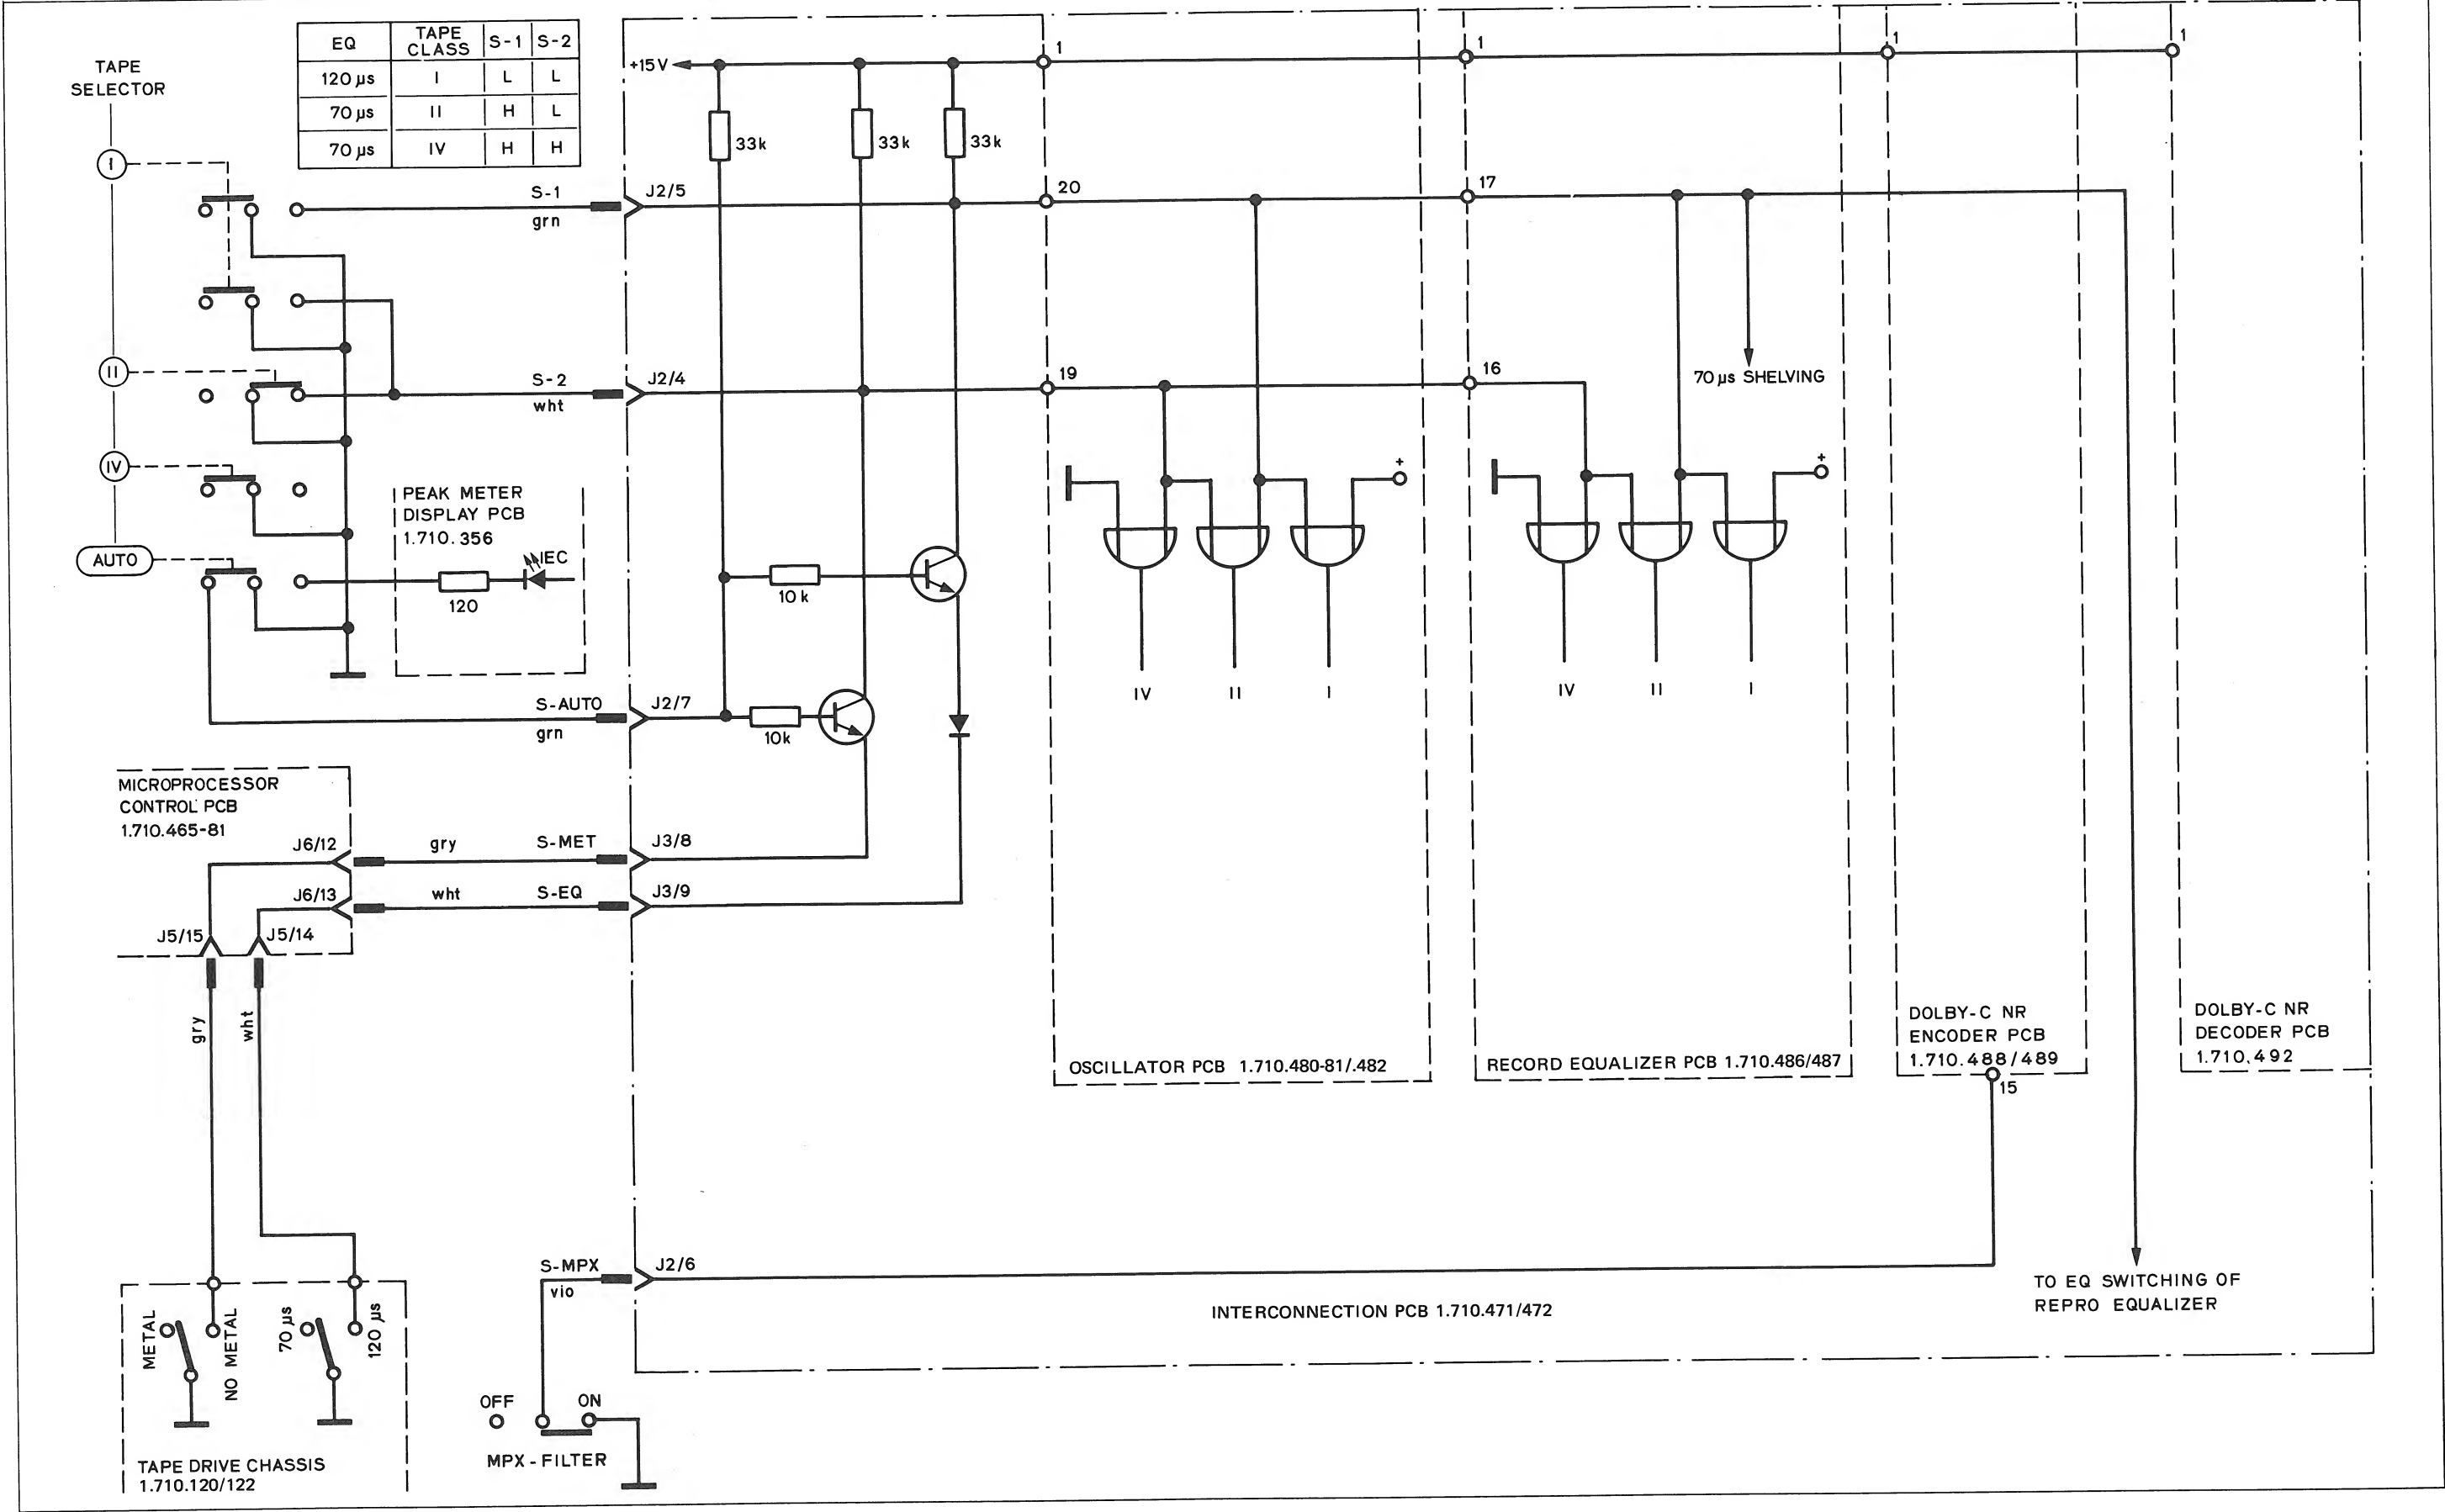 TAPE
SELECTOR
I
II
IV
AUTO
EQ TAPE CLASS S-1 S-2
120 µs I L L
70 µs II H L
70 µs IV H H
+15V
33k
33k
33k
1
1
1
1
S-1
grn
J2/5
20
17
S-2
wht
J2/4
19
16
70 µs SHELVING
PEAK METER
DISPLAY PCB
1.710.356
IEC
120
10 k
+
+
IV
II
I
IV
II
I
S-AUTO
grn
J2/7
10k
MICROPROCESSOR
CONTROL PCB
1.710.465-81
J6/12
gry
S-MET
J3/8
J6/13
wht
S-EQ
J3/9
J5/15
J5/14
gry
wht
OSCILLATOR PCB 1.710.480-81/.482
RECORD EQUALIZER PCB 1.710.486/487
DOLBY-C NR
ENCODER PCB
1.710.488/489
15
DOLBY-C NR
DECODER PCB
1.710.492
S-MPX
vio
J2/6
INTERCONNECTION PCB 1.710.471/472
TO EQ SWITCHING OF
REPRO EQUALIZER
METAL
NO METAL
70 µs
120 µs
OFF
ON
MPX-FILTER
TAPE DRIVE CHASSIS
1.710.120/122